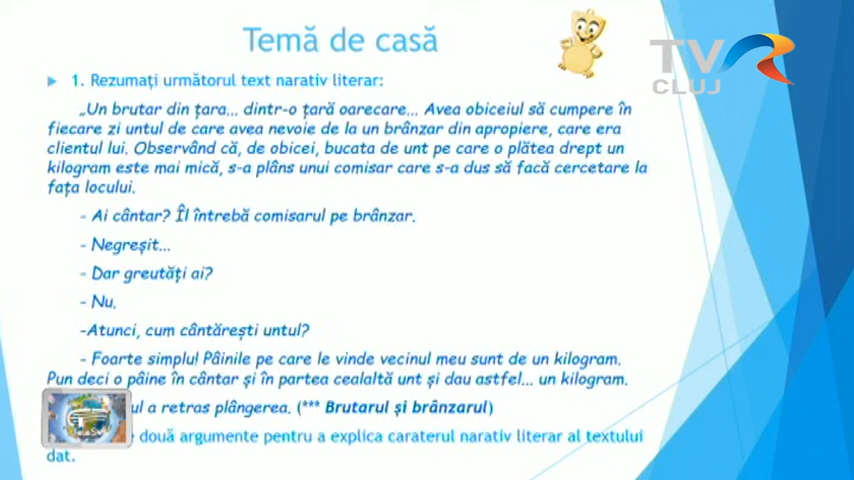 Temă de casă
TVR
CLUJ
1. Rezumați următorul text narativ literar:
„Un brutar din țara... dintr-o țară oarecare... Avea obiceiul să cumpere în
fiecare zi untul de care avea nevoie de la un brânzar din apropiere, care era
clientul lui. Observând că, de obicei, bucata de unt pe care o plătea drept un
kilogram este mai mică, s-a plâns unui comisar care s-a dus să facă cercetare la
fața locului.
- Ai cântar? Îl întrebă comisarul pe brânzar.
- Negreșit...
- Dar greutăți ai?
- Nu.
-Atunci, cum cântărești untul?
- Foarte simplu! Pâinile pe care le vinde vecinul meu sunt de un kilogram.
Pun deci o pâine în cântar și în partea cealaltă unt și dau astfel... un kilogram.
ul a retras plângerea. (*** Brutarul și brânzarul)
două argumente pentru a explica caraterul narativ literar al textului
dat.